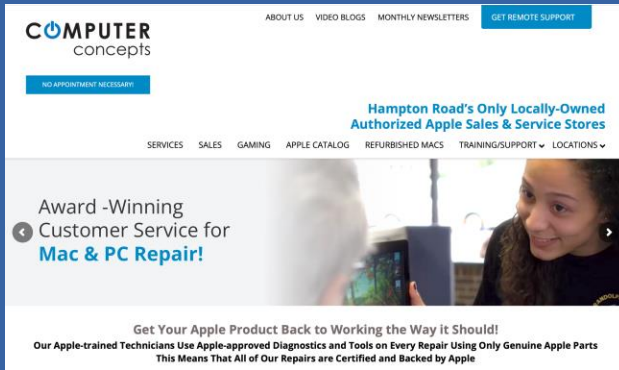 ABOUT US VIDEO BLOGS MONTHLY NEWSLETTERS GET REMOTE SUPPORT
COMPUTER
concepts
NO APPOINTMENT NECESSARY!
Hampton Road's Only Locally-Owned
Authorized Apple Sales & Service Stores
SERVICES SALES GAMING APPLE CATALOG REFURBISHED MACS TRAINING/SUPPORT LOCATIONS
Award -Winning
Customer Service for
Mac & PC Repair!
Get Your Apple Product Back to Working the Way it Should!
Our Apple-trained Technicians Use Apple-approved Diagnostics and Tools on Every Repair Using Only Genuine Apple Parts
This Means That All of Our Repairs are Certified and Backed by Apple